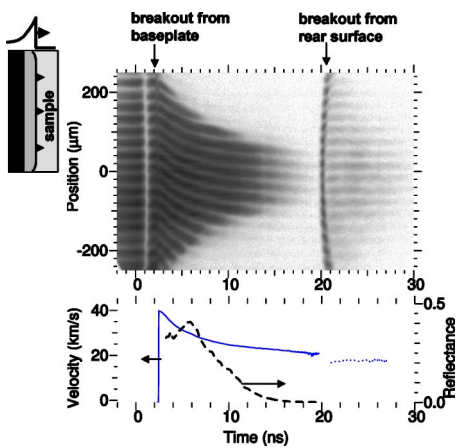 breakout from
baseplate
breakout from
rear surface
sample
Position (µm)
200
0
-200
0
10
20
30
Velocity (km/s)
40
20
0
0.5
0.0
Reflectance
0
10
20
30
Time (ns)